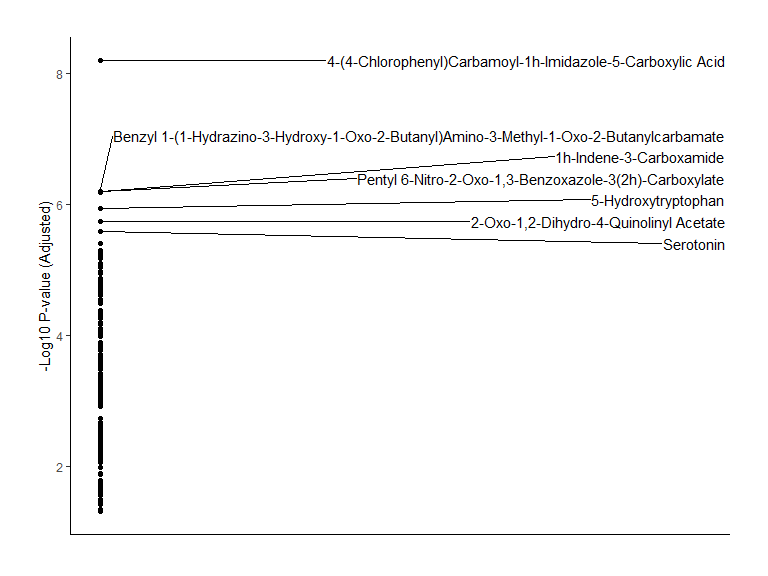 4-(4-Chlorophenyl)Carbamoyl-1h-Imidazole-5-Carboxylic Acid
8
Benzyl 1-(1-Hydrazino-3-Hydroxy-1-Oxo-2-Butanyl)Amino-3-Methyl-1-Oxo-2-Butanylcarbamate
1h-Indene-3-Carboxamide
Pentyl 6-Nitro-2-Oxo-1,3-Benzoxazole-3(2h)-Carboxylate
5-Hydroxytryptophan
6
2-Oxo-1,2-Dihydro-4-Quinolinyl Acetate
Serotonin
-Log10 P-value (Adjusted)
4
2